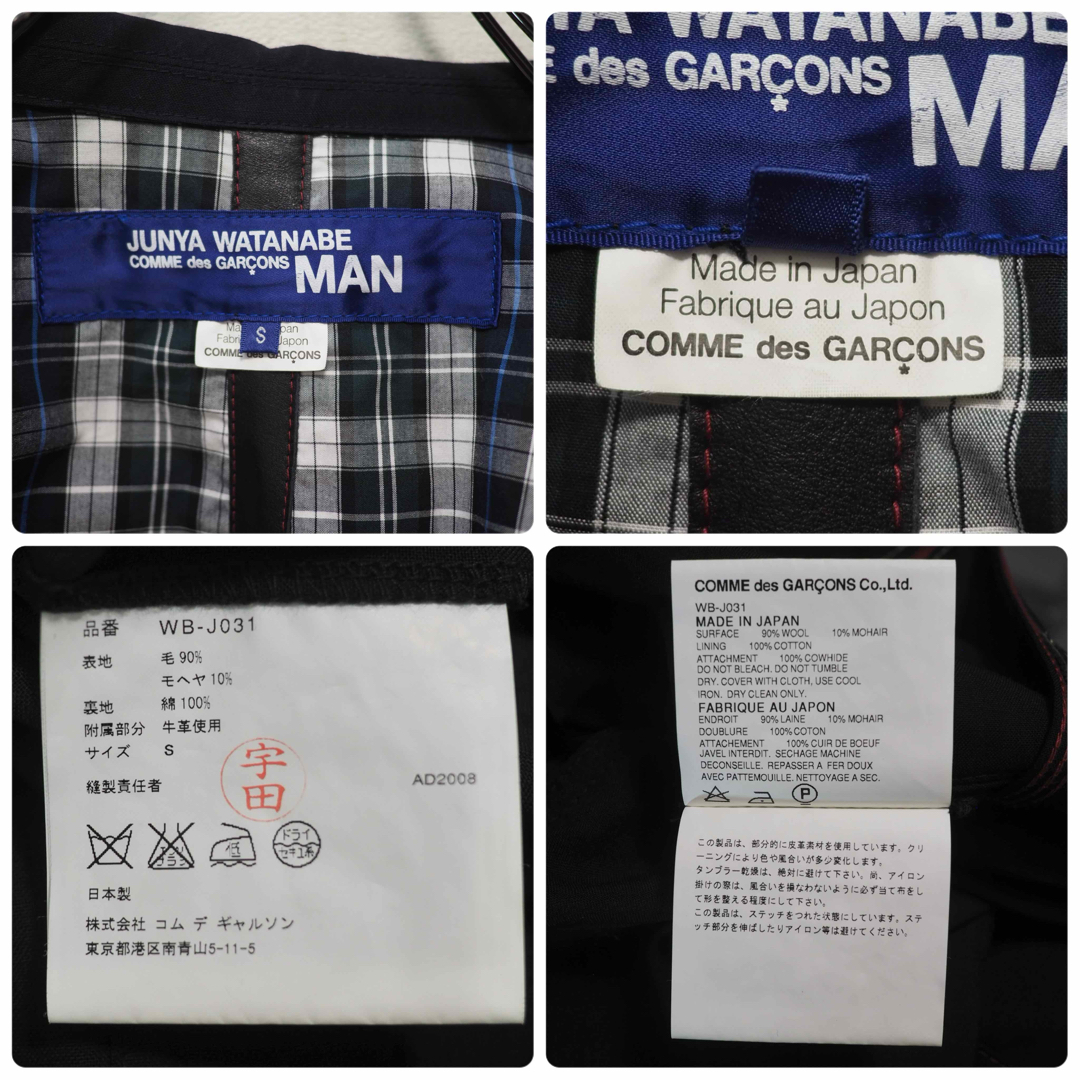 JUNYA WATANABE
COMME des GARÇONS MAN
S
COMME des GARÇONS
WATANABE
des GARÇONS
Made in Japan
Fabrique au Japon
COMME des GARÇONS
品番 WB-J031
表地 毛 90%
モヘヤ 10%
裏地 綿 100%
附属部分 牛革使用
サイズ S
縫製責任者
宇田
AD2008
低
ドライ
セキユ系
日本製
株式会社 コム デ ギャルソン
東京都港区南青山5-11-5
COMME des GARÇONS Co.,Ltd.
WB-J031
MADE IN JAPAN
SURFACE 90% WOOL 10% MOHAIR
LINING 100% COTTON
ATTACHMENT 100% COWHIDE
DO NOT BLEACH. DO NOT TUMBLE
DRY. COVER WITH CLOTH, USE COOL
IRON. DRY CLEAN ONLY.
FABRIQUE AU JAPON
ENDROIT 90% LAINE 10% MOHAIR
DOUBLURE 100% COTON
ATTACHEMENT 100% CUIR DE BOEUF
JAVEL INTERDIT. SECHAGE MACHINE
DECONSEILLE. REPASSER A FER DOUX
AVEC PATTEMOUILLE. NETTOYAGE A SEC.
P
この製品は、部分的に皮革素材を使用しています。クリ
ーニングにより色や風合いが多少変化します。
タンブラー乾燥は、絶対に避けて下さい。尚、アイロン
掛けの際は、風合いを損なわないように必ず当て布をし
て形を整える程度にして下さい。
この製品は、ステッチをつれた状態にしています。ステ
ッチ部分を伸ばしたりアイロン等は避けてください。